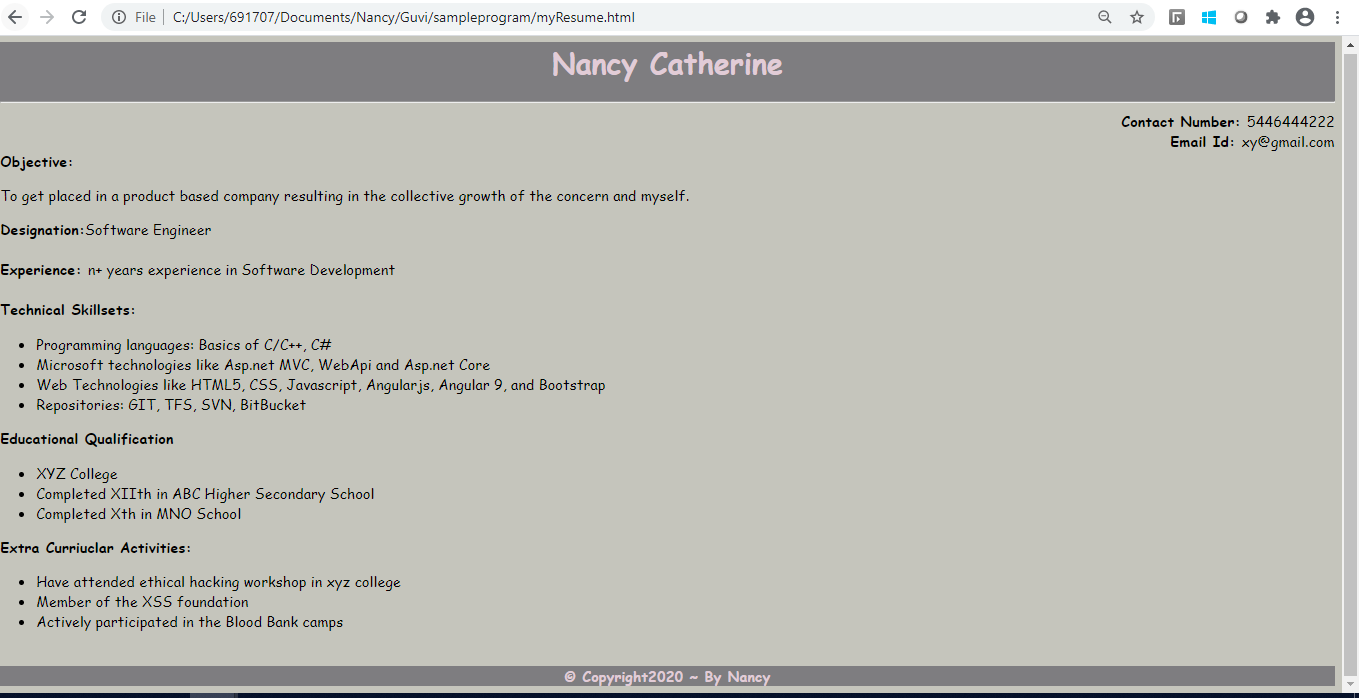 File C:/Users/691707/Documents/Nancy/Guvi/sampleprogram/myResume.html
Nancy Catherine
Contact Number: 5446444222
Email Id: xy@gmail.com
Objective:
To get placed in a product based company resulting in the collective growth of the concern and myself.
Designation:Software Engineer
Experience: n+ years experience in Software Development
Technical Skillsets:
• Programming languages: Basics of C/C++, C#
• Microsoft technologies like Asp.net MVC, WebApi and Asp.net Core
• Web Technologies like HTML5, CSS, Javascript, Angularjs, Angular 9, and Bootstrap
• Repositories: GIT, TFS, SVN, BitBucket
Educational Qualification
• XYZ College
• Completed XIIth in ABC Higher Secondary School
• Completed Xth in MNO School
Extra Curriuclar Activities:
• Have attended ethical hacking workshop in xyz college
• Member of the XSS foundation
• Actively participated in the Blood Bank camps
© Copyright2020 ~ By Nancy